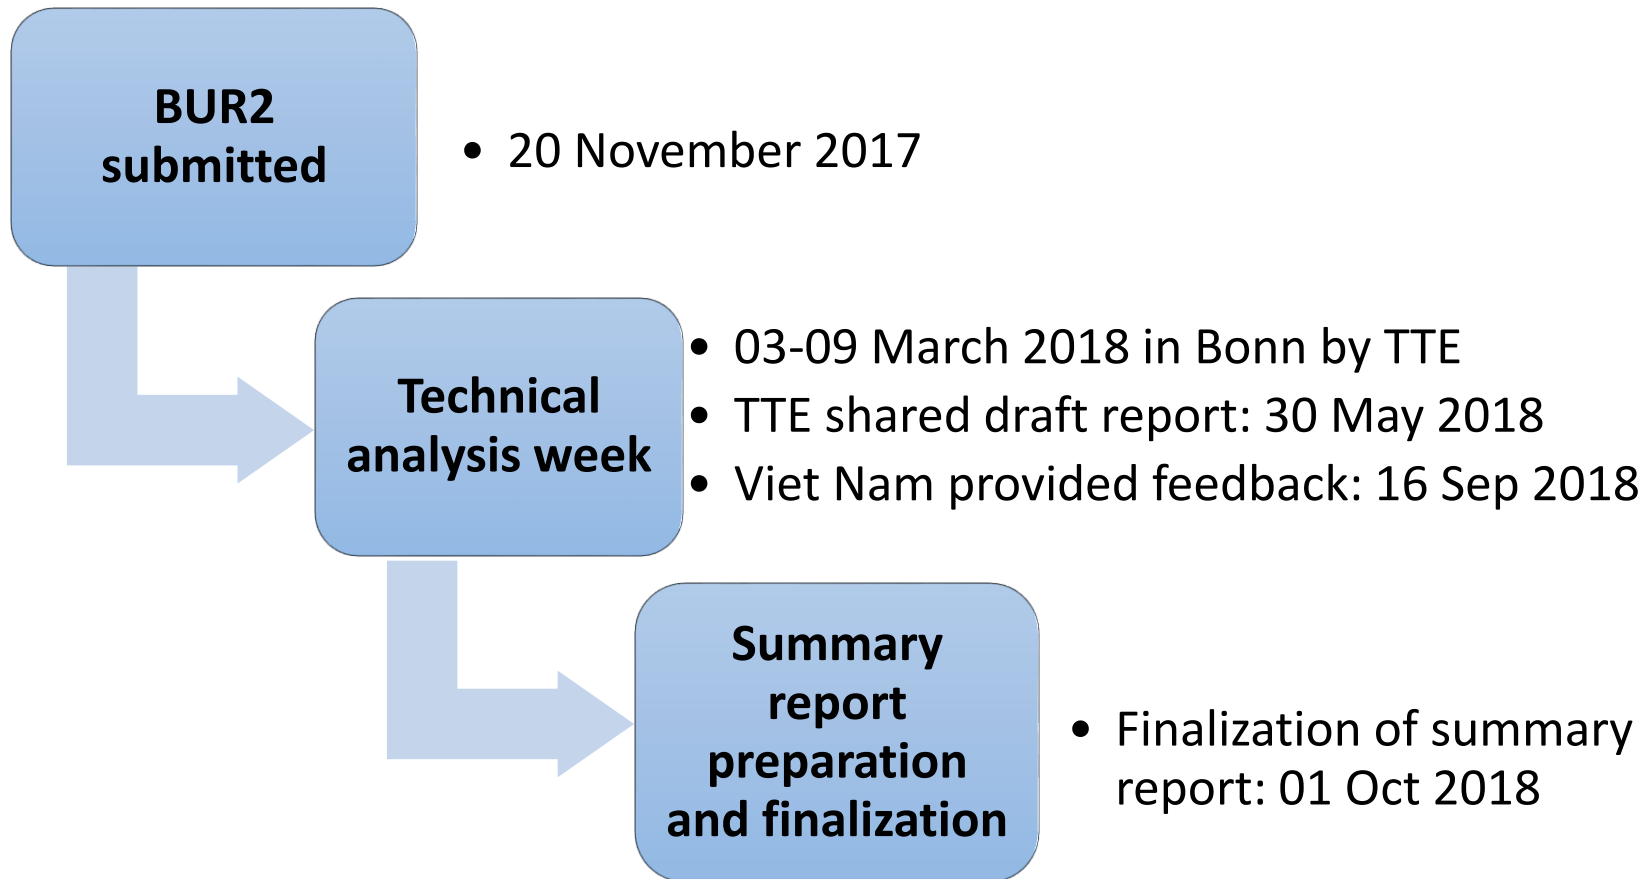 BUR2
submitted
• 20 November 2017
Technical
analysis week
• 03-09 March 2018 in Bonn by TTE
• TTE shared draft report: 30 May 2018
• Viet Nam provided feedback: 16 Sep 2018
Summary
report
preparation
and finalization
• Finalization of summary
report: 01 Oct 2018